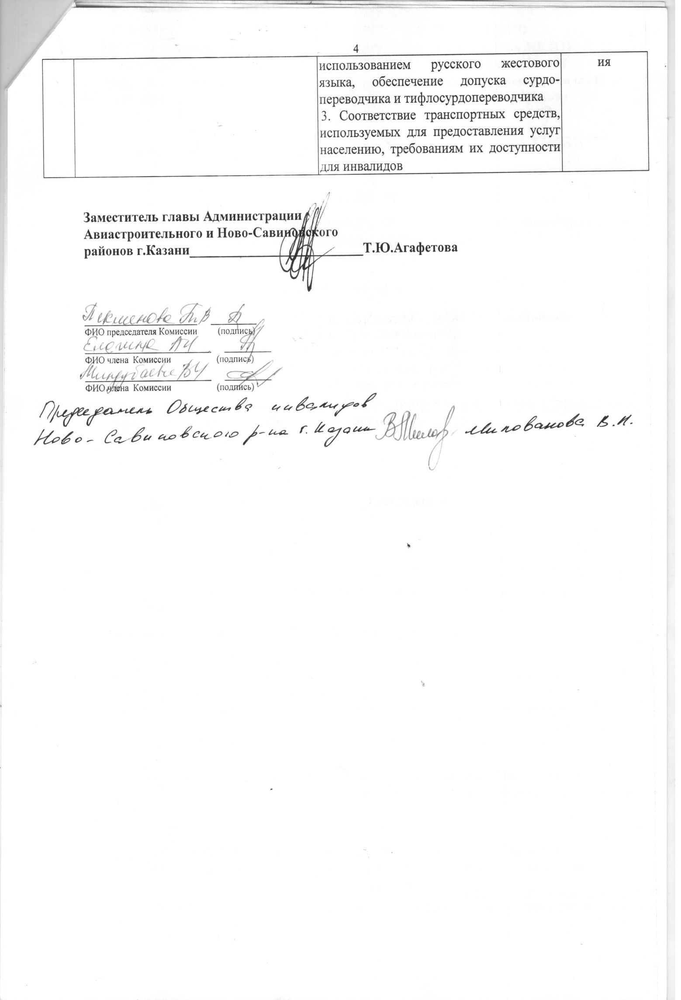 4
использованием русского жестового ия
языка, обеспечение допуска сурдо-
переводчика и тифлосурдопереводчика
3. Соответствие транспортных средств,
используемых для предоставления услуг
населению, требованиям их доступности
для инвалидов
Заместитель главы Администрации
Авиастроительного и Ново-Савиновского
районов г.Казани Т.Ю.Агафетова
ФИО председателя Комиссии (подпись)
Елагина
ФИО члена Комиссии (подпись)
ФИО члена Комиссии (подпись)
Председатель Общества инвалидов
Ново-Савиновского р-на г. Казани Милованова В.Н.